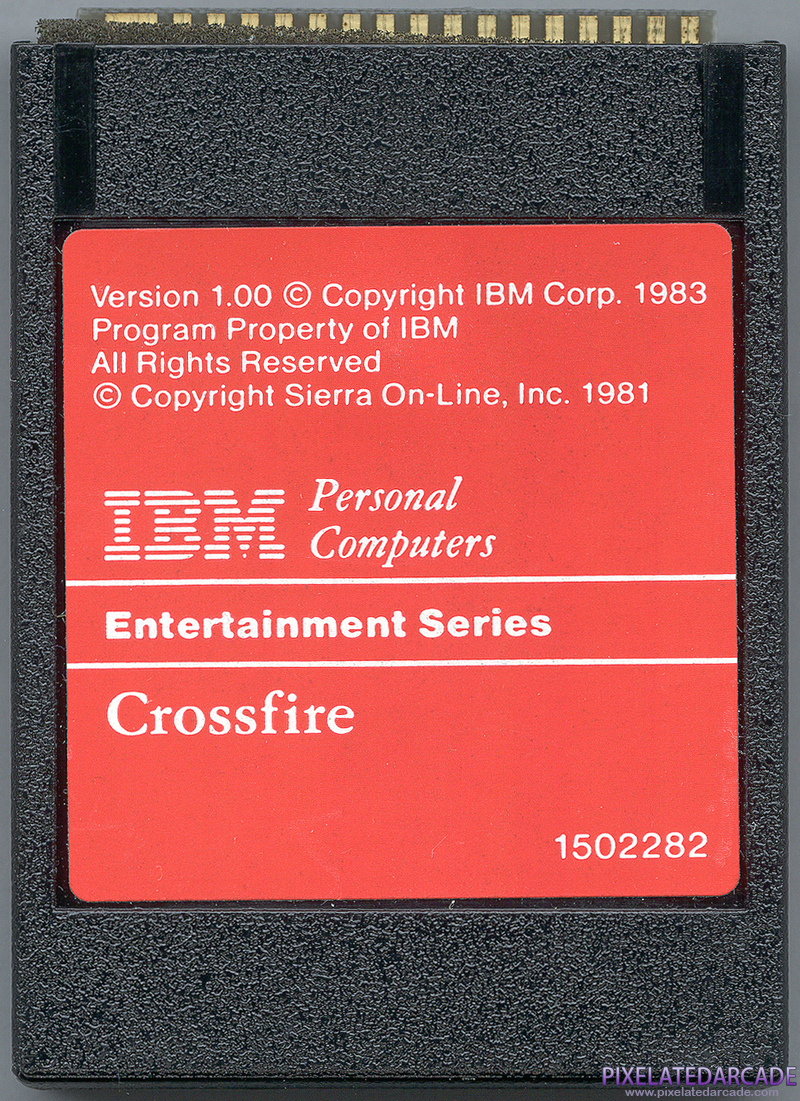 Version 1.00 © Copyright IBM Corp. 1983
Program Property of IBM
All Rights Reserved
© Copyright Sierra On-Line, Inc. 1981
IBM Personal
Computers
Entertainment Series
Crossfire
1502282
PIXELATEDARCADE
www.pixelatedarcade.com